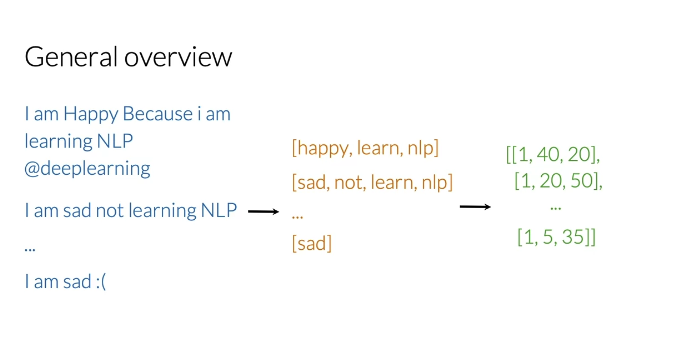 General overview
I am Happy Because i am
learning NLP
@deeplearning
I am sad not learning NLP
...
I am sad :(
[happy, learn, nlp]
[sad, not, learn, nlp]
...
[sad]
[[1, 40, 20],
[1, 20, 50],
...
[1, 5, 35]]